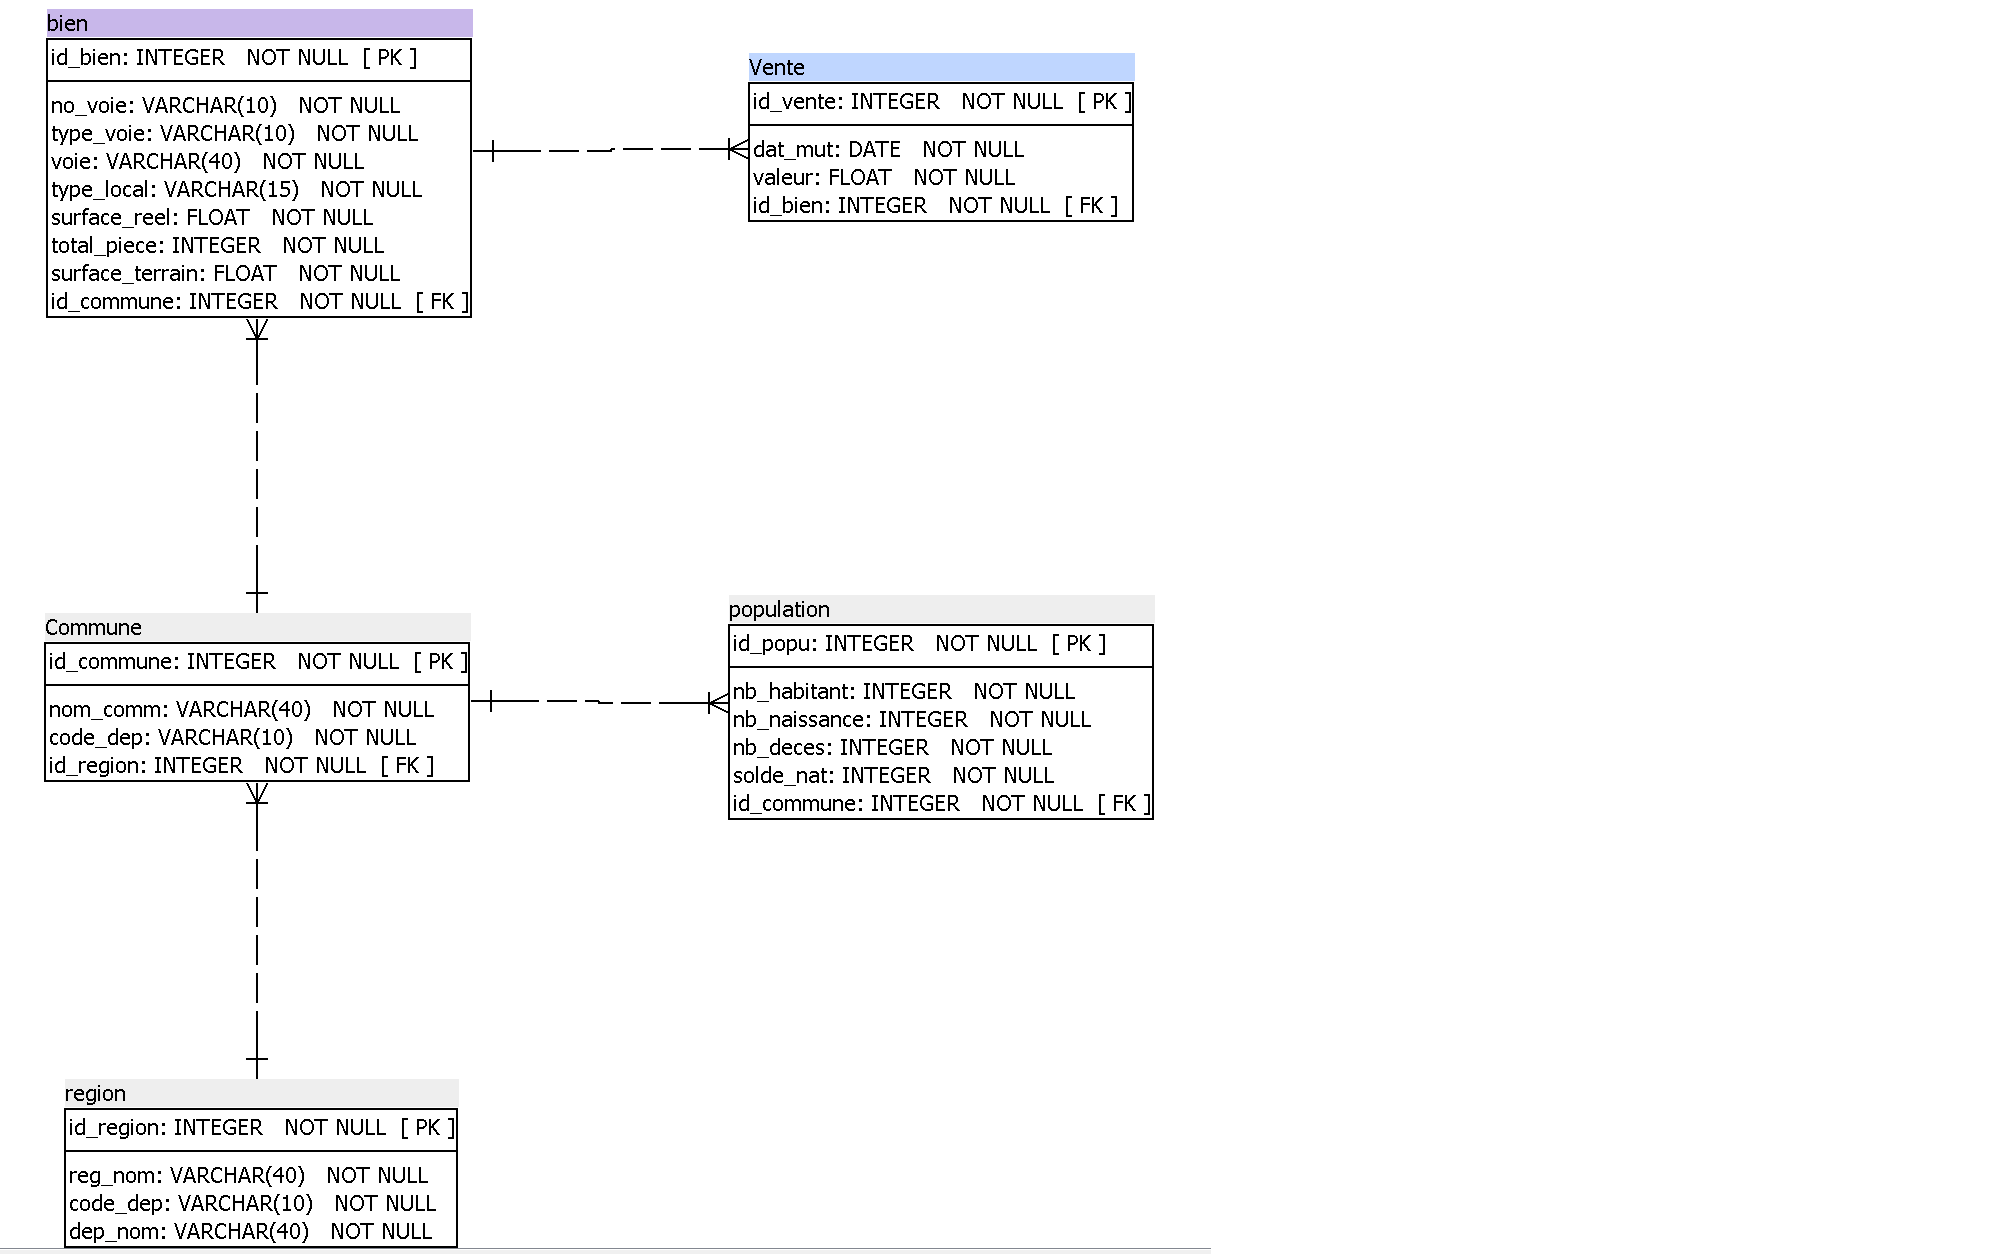 bien
id_bien: INTEGER NOT NULL [ PK ]
no_voie: VARCHAR(10) NOT NULL
type_voie: VARCHAR(10) NOT NULL
voie: VARCHAR(40) NOT NULL
type_local: VARCHAR(15) NOT NULL
surface_reel: FLOAT NOT NULL
total_piece: INTEGER NOT NULL
surface_terrain: FLOAT NOT NULL
id_commune: INTEGER NOT NULL [ FK ]
Vente
id_vente: INTEGER NOT NULL [ PK ]
dat_mut: DATE NOT NULL
valeur: FLOAT NOT NULL
id_bien: INTEGER NOT NULL [ FK ]
Commune
id_commune: INTEGER NOT NULL [ PK ]
nom_comm: VARCHAR(40) NOT NULL
code_dep: VARCHAR(10) NOT NULL
id_region: INTEGER NOT NULL [ FK ]
population
id_popu: INTEGER NOT NULL [ PK ]
nb_habitant: INTEGER NOT NULL
nb_naissance: INTEGER NOT NULL
nb_deces: INTEGER NOT NULL
solde_nat: INTEGER NOT NULL
id_commune: INTEGER NOT NULL [ FK ]
region
id_region: INTEGER NOT NULL [ PK ]
reg_nom: VARCHAR(40) NOT NULL
code_dep: VARCHAR(10) NOT NULL
dep_nom: VARCHAR(40) NOT NULL